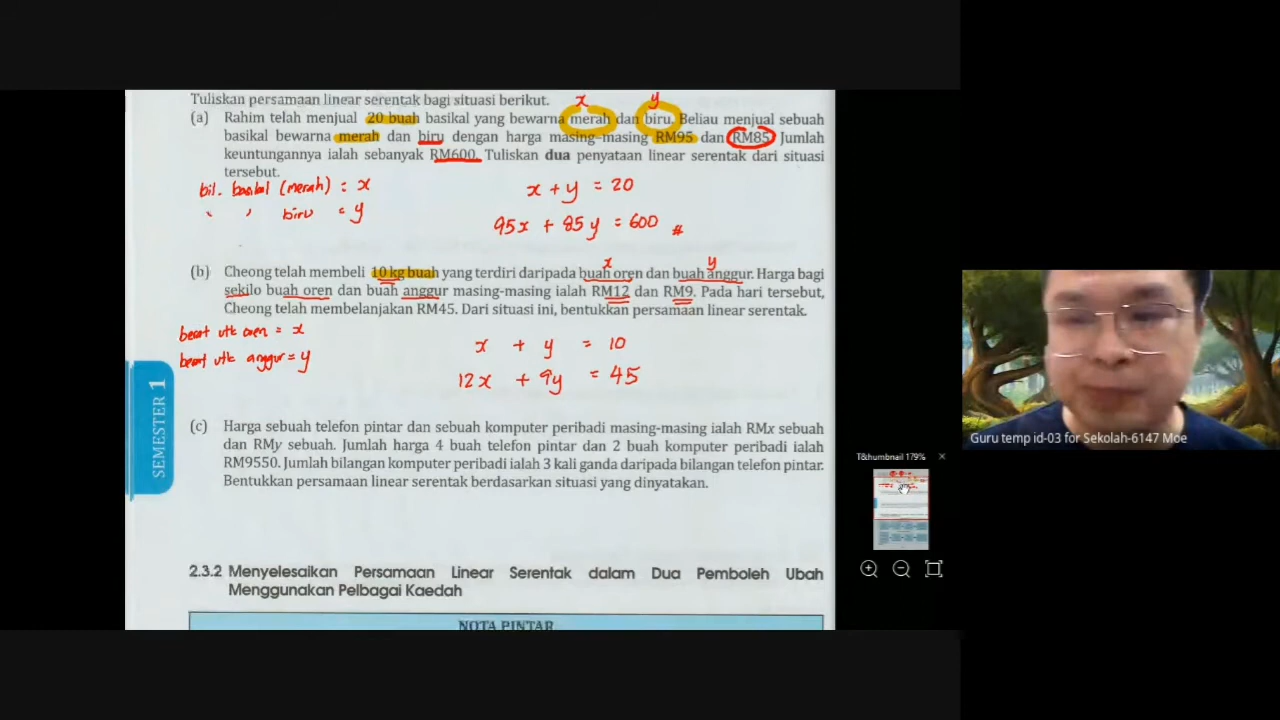 Tuliskan persamaan linear serentak bagi situasi berikut.
x y
(a) Rahim telah menjual 20 buah basikal yang bewarna merah dan biru. Beliau menjual sebuah
basikal bewarna merah dan biru dengan harga masing-masing RM95 dan RM85. Jumlah
keuntungannya ialah sebanyak RM600. Tuliskan dua penyataan linear serentak dari situasi
tersebut.
bil. basikal (merah) = x
x + y = 20
" " biru = y
95x + 85y = 600
x y
(b) Cheong telah membeli 10 kg buah yang terdiri daripada buah oren dan buah anggur. Harga bagi
sekilo buah oren dan buah anggur masing-masing ialah RM12 dan RM9. Pada hari tersebut,
Cheong telah membelanjakan RM45. Dari situasi ini, bentukkan persamaan linear serentak.
berat utk oren = x
x + y = 10
berat utk anggur = y
12x + 9y = 45
SEMESTER 1
(c) Harga sebuah telefon pintar dan sebuah komputer peribadi masing-masing ialah RMx sebuah
dan RMy sebuah. Jumlah harga 4 buah telefon pintar dan 2 buah komputer peribadi ialah
RM9550. Jumlah bilangan komputer peribadi ialah 3 kali ganda daripada bilangan telefon pintar.
Bentukkan persamaan linear serentak berdasarkan situasi yang dinyatakan.
2.3.2 Menyelesaikan Persamaan Linear Serentak dalam Dua Pemboleh Ubah
Menggunakan Pelbagai Kaedah
NOTA PINTAR
Guru temp id-03 for Sekolah-6147 Moe
T&humbnail 179%